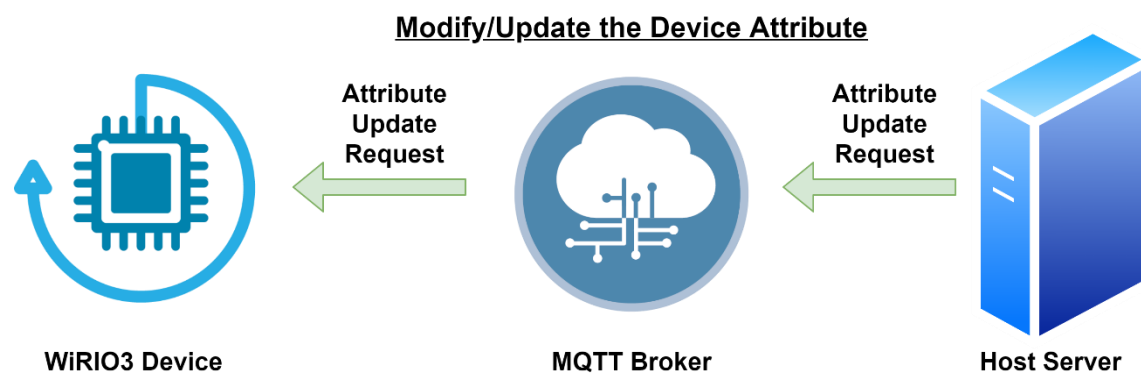 Modify/Update the Device Attribute
Attribute
Update
Request
Attribute
Update
Request
WiRIO3 Device
MQTT Broker
Host Server